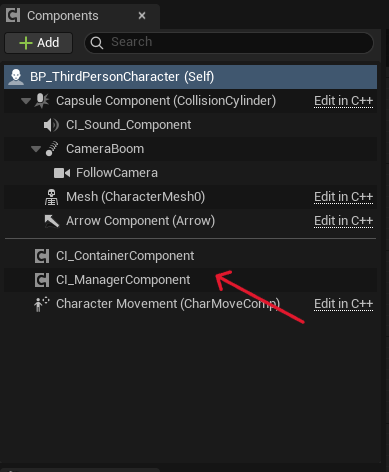 Components
Add
Search
BP_ThirdPersonCharacter (Self)
Capsule Component (CollisionCylinder) Edit in C++
CI_Sound_Component
CameraBoom
FollowCamera
Mesh (CharacterMesh0) Edit in C++
Arrow Component (Arrow) Edit in C++
CI_ContainerComponent
CI_ManagerComponent
Character Movement (CharMoveComp) Edit in C++